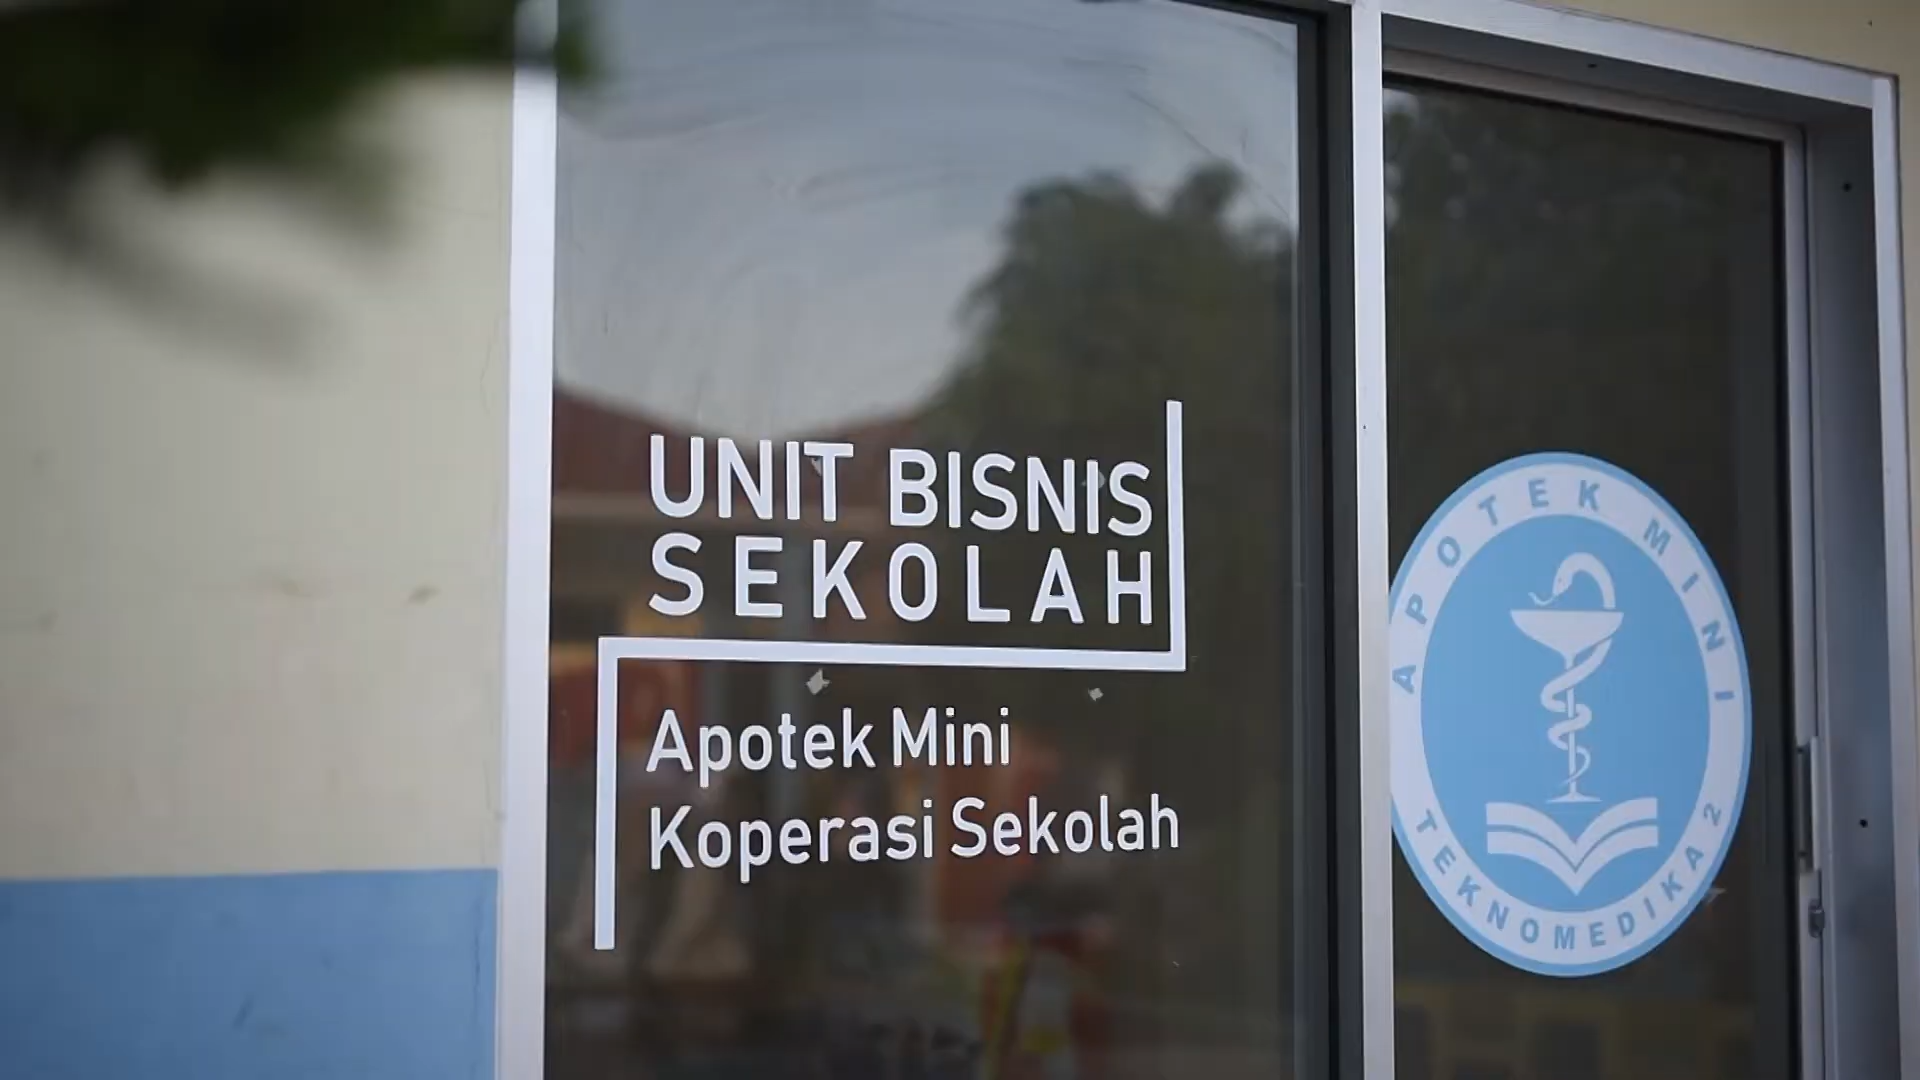 UNIT BISNIS
SEKOLAH
Apotek Mini
Koperasi Sekolah
APOTEK MINI
TEKNOMEDIKA 2